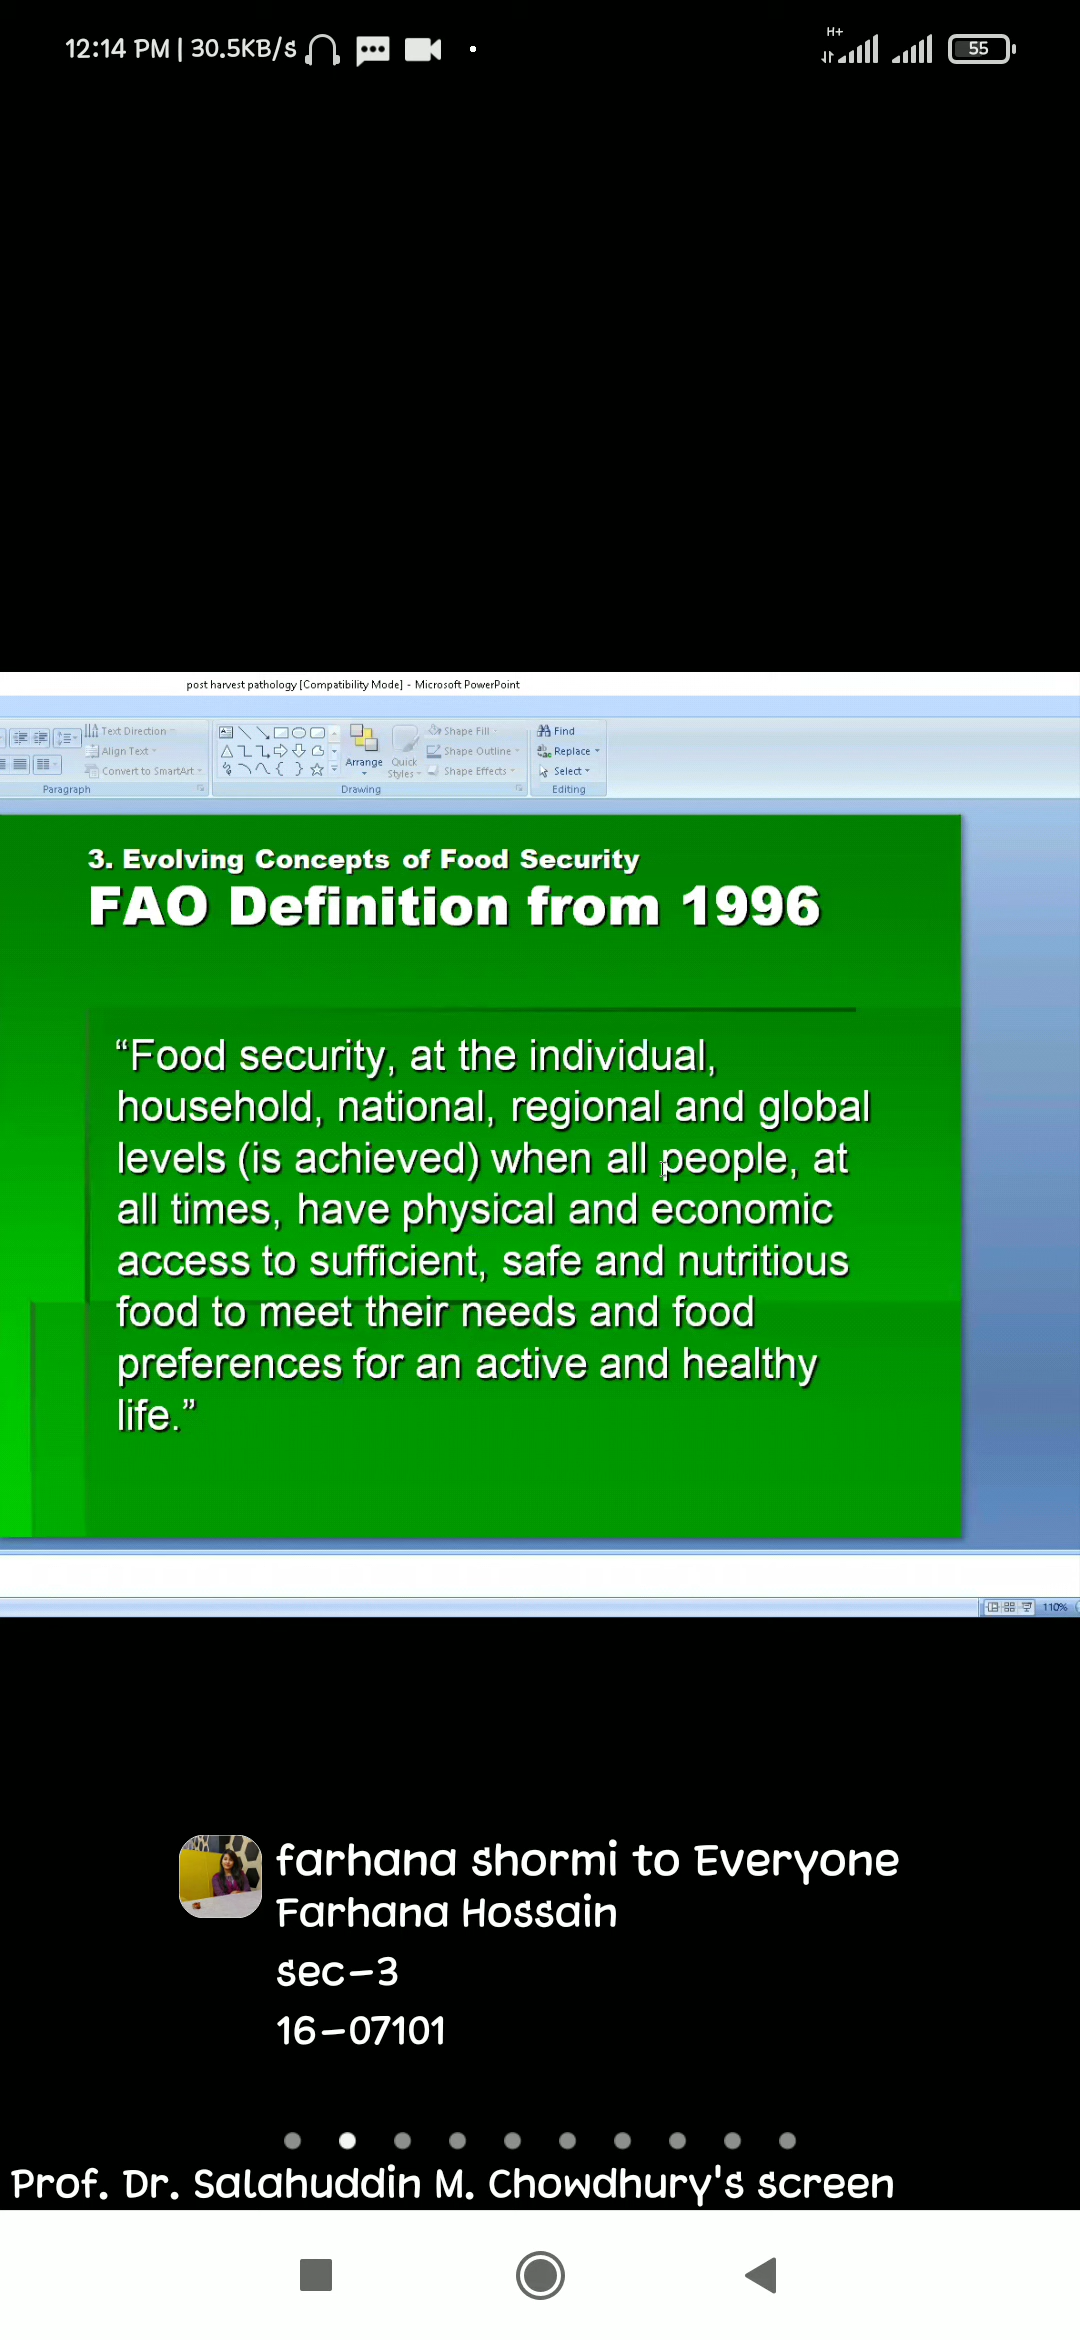 12:14 PM | 30.5KB/s
H+
55
post harvest pathology [Compatibility Mode] - Microsoft PowerPoint
Text Direction
Align Text
Convert to SmartArt
Paragraph
Arrange
Quick Styles
Shape Fill
Shape Outline
Shape Effects
Drawing
Find
Replace
Select
Editing
3. Evolving Concepts of Food Security
FAO Definition from 1996
“Food security, at the individual,
household, national, regional and global
levels (is achieved) when all people, at
all times, have physical and economic
access to sufficient, safe and nutritious
food to meet their needs and food
preferences for an active and healthy
life.”
110%
farhana shormi to Everyone
Farhana Hossain
sec-3
16-07101
Prof. Dr. Salahuddin M. Chowdhury's screen